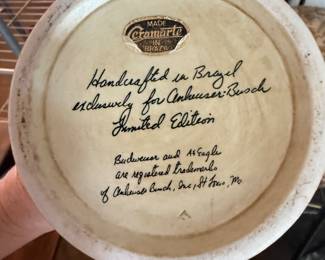 MADE
Ceramarte
IN
BRAZIL
Handcrafted in Brazil
exclusively for Anheuser-Busch
Limited Edition
Budweiser and A&Eagle
are registered trademarks
of Anheuser Busch, Inc, St Louis, Mo.